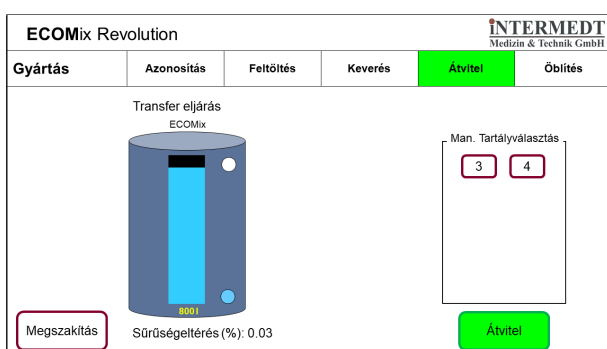 ECOMix Revolution
iNTERMEDT
Medizin & Technik GmbH
Gyártás
Azonosítás
Feltöltés
Keverés
Átvitel
Öblítés
Transfer eljárás
ECOMix
Man. Tartályválasztás
3
4
800 l
Megszakítás
Sűrűségeltérés (%): 0.03
Átvitel